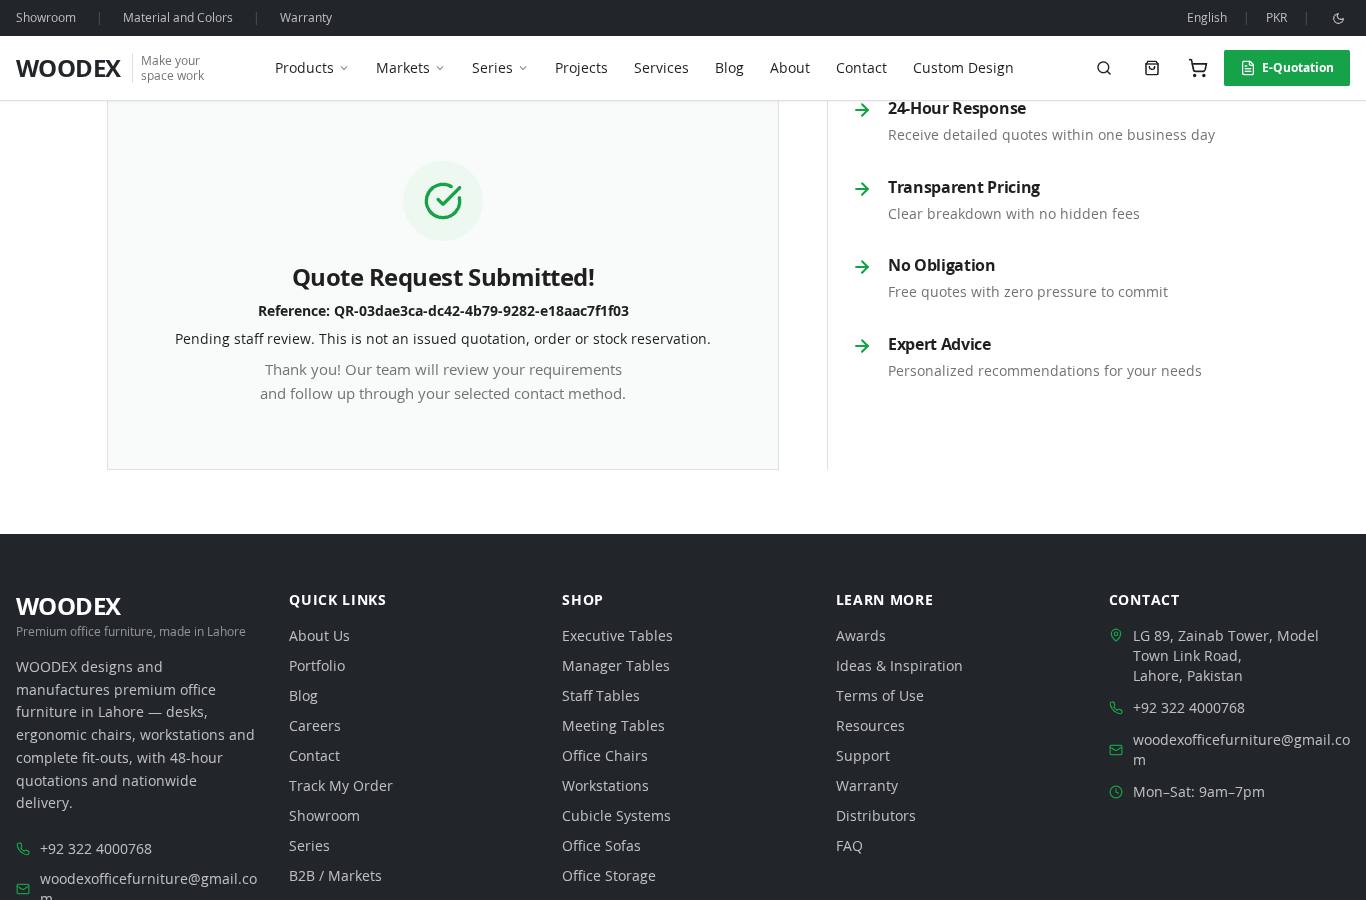 Showroom
Material and Colors
Warranty
English
PKR
WOODEX
Make your
space work
Products
Markets
Series
Projects
Services
Blog
About
Contact
Custom Design
E-Quotation
Quote Request Submitted!
Reference: QR-03dae3ca-dc42-4b79-9282-e18aac7f1f03
Pending staff review. This is not an issued quotation, order or stock reservation.
Thank you! Our team will review your requirements
and follow up through your selected contact method.
24-Hour Response
Receive detailed quotes within one business day
Transparent Pricing
Clear breakdown with no hidden fees
No Obligation
Free quotes with zero pressure to commit
Expert Advice
Personalized recommendations for your needs
WOODEX
Premium office furniture, made in Lahore
WOODEX designs and
manufactures premium office
furniture in Lahore — desks,
ergonomic chairs, workstations and
complete fit-outs, with 48-hour
quotations and nationwide
delivery.
+92 322 4000768
woodexofficefurniture@gmail.co
m
QUICK LINKS
About Us
Portfolio
Blog
Careers
Contact
Track My Order
Showroom
Series
B2B / Markets
SHOP
Executive Tables
Manager Tables
Staff Tables
Meeting Tables
Office Chairs
Workstations
Cubicle Systems
Office Sofas
Office Storage
LEARN MORE
Awards
Ideas & Inspiration
Terms of Use
Resources
Support
Warranty
Distributors
FAQ
CONTACT
LG 89, Zainab Tower, Model
Town Link Road,
Lahore, Pakistan
+92 322 4000768
woodexofficefurniture@gmail.co
m
Mon–Sat: 9am–7pm